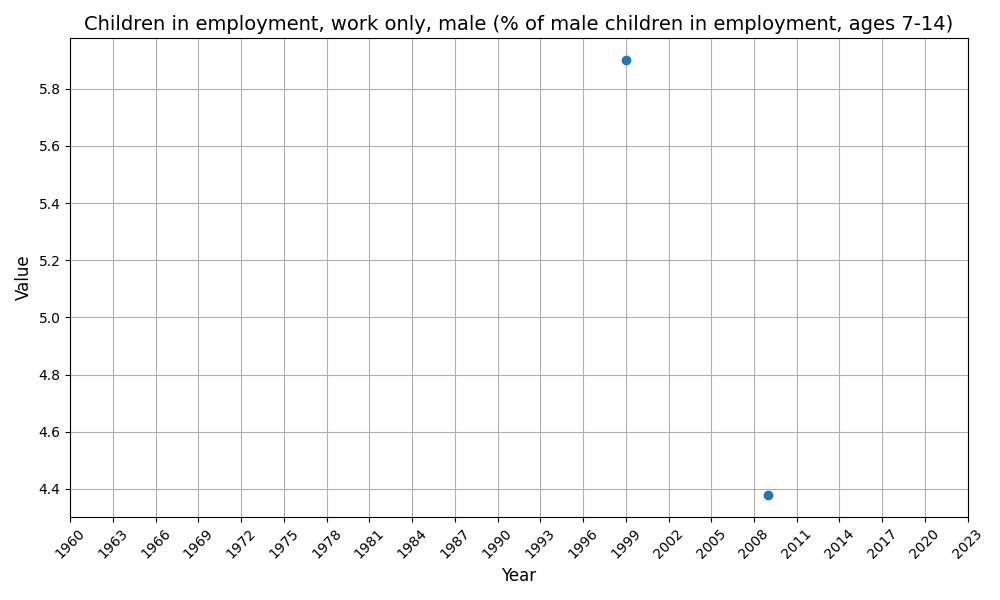 Children in employment, work only, male (% of male children in employment, ages 7-14)
Value
5.8
5.6
5.4
5.2
5.0
4.8
4.6
4.4
1960 1963 1966 1969 1972 1975 1978 1981 1984 1987 1990 1993 1996 1999 2002 2005 2008 2011 2014 2017 2020 2023
Year